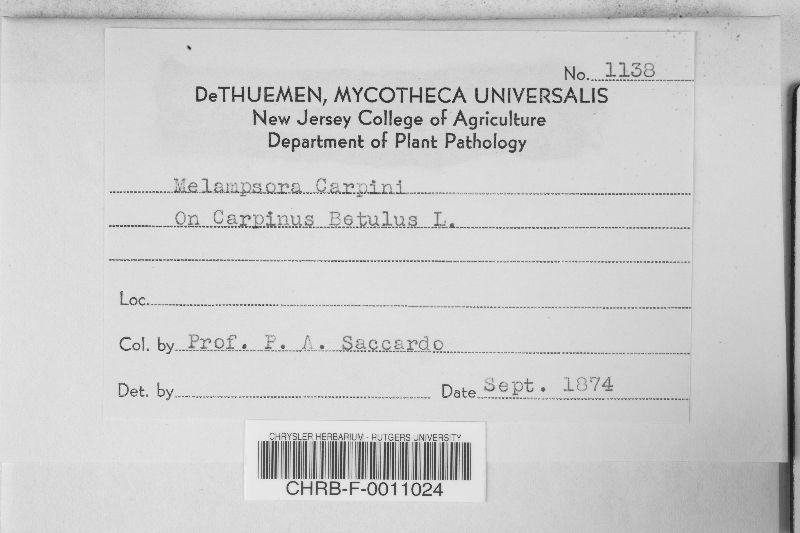 No. 1138
DeTHUEMEN, MYCOTHECA UNIVERSALIS
New Jersey College of Agriculture
Department of Plant Pathology
Melampsora Carpini
On Carpinus Betulus L.
Loc.
Col. by Prof. P. A. Saccardo
Det. by Date Sept. 1874
CHRYSLER HERBARIUM - RUTGERS UNIVERSITY
CHRB-F-0011024